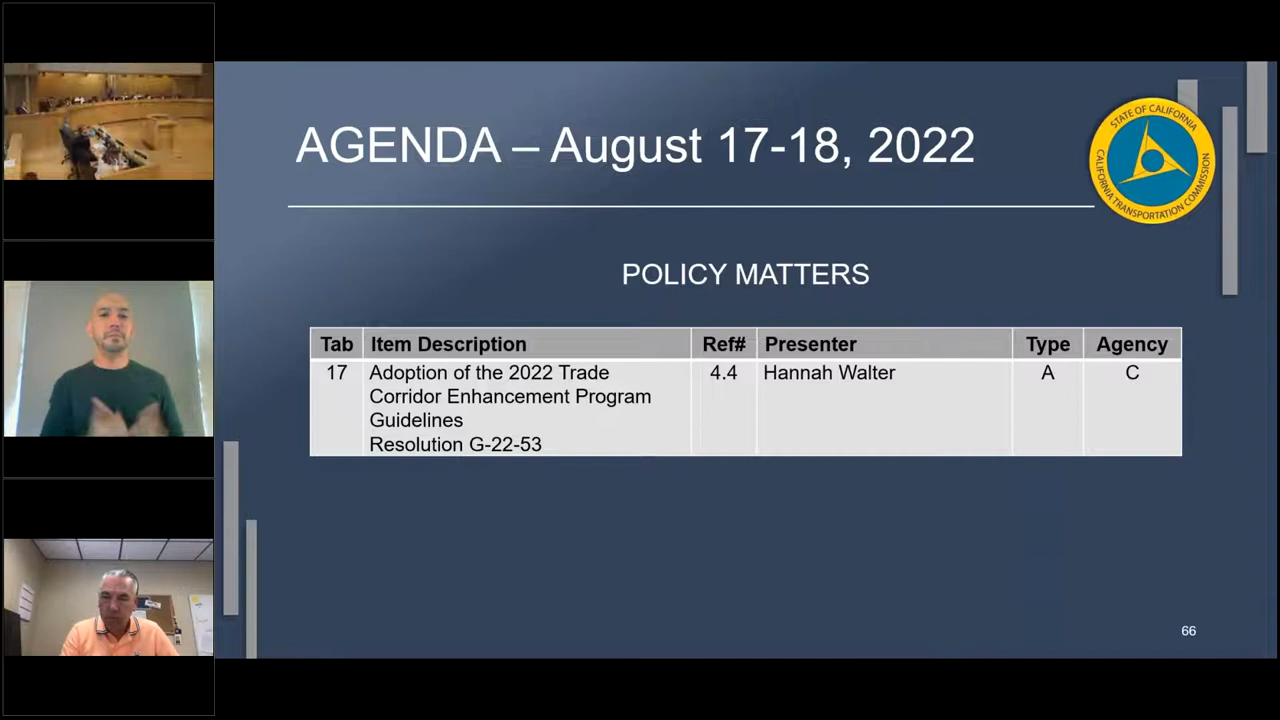 AGENDA – August 17-18, 2022
STATE OF CALIFORNIA
CALIFORNIA TRANSPORTATION COMMISSION
POLICY MATTERS
Tab Item Description Ref# Presenter Type Agency
17 Adoption of the 2022 Trade 4.4 Hannah Walter A C
Corridor Enhancement Program
Guidelines
Resolution G-22-53
66